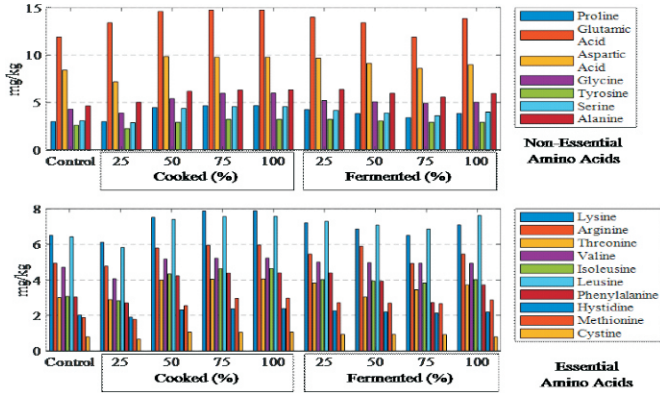 15
10
5
0
mg/kg
Control
25
50
75
100
25
50
75
100
Cooked (%)
Fermented (%)
Proline
Glutamic
Acid
Aspartic
Acid
Glycine
Tyrosine
Serine
Alanine
Non-Essential
Amino Acids
8
6
4
2
0
mg/kg
Control
25
50
75
100
25
50
75
100
Cooked (%)
Fermented (%)
Lysine
Arginine
Threonine
Valine
Isoleusine
Leusine
Phenylalanine
Hystidine
Methionine
Cystine
Essential
Amino Acids